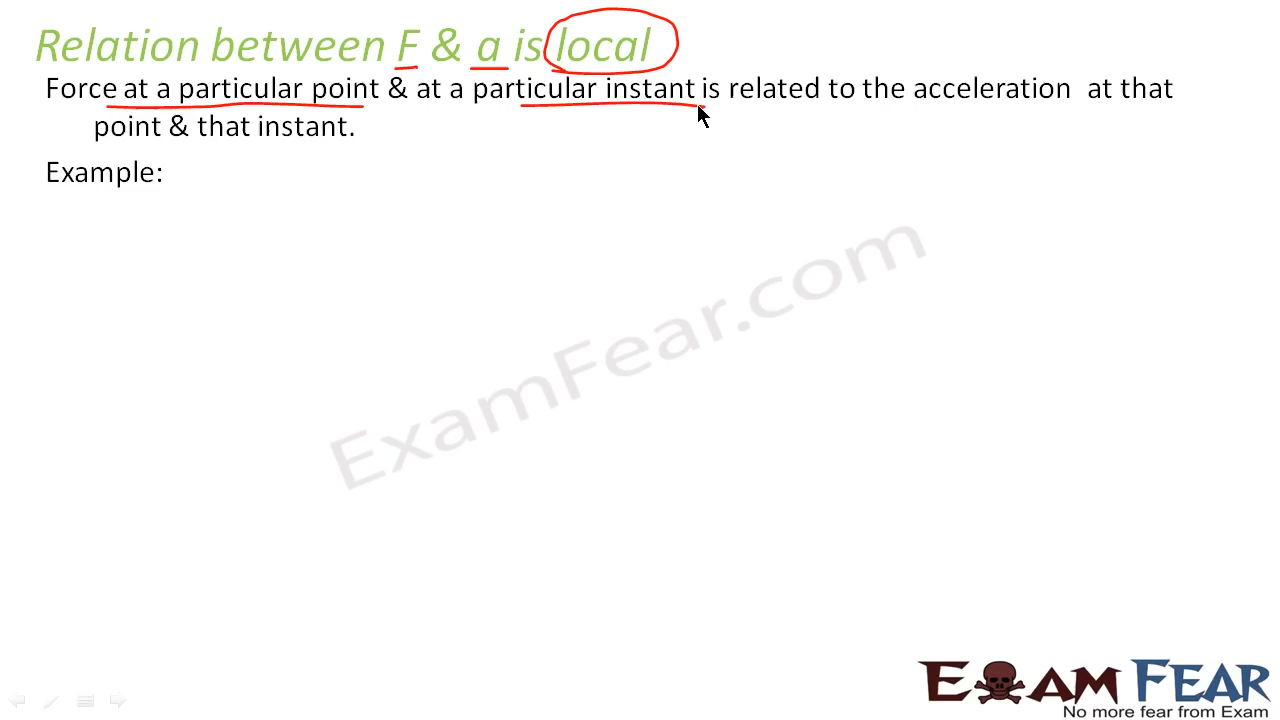 Relation between F & a is local
Force at a particular point & at a particular instant is related to the acceleration at that
point & that instant.
Example:
ExamFear.com
EXAM FEAR
No more fear from Exam